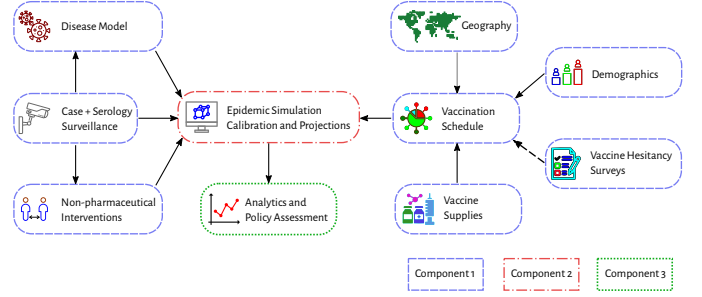 Disease Model
Geography
Demographics
Case + Serology
Surveillance
Epidemic Simulation
Calibration and Projections
Vaccination
Schedule
Vaccine Hesitancy
Surveys
Non-pharmaceutical
Interventions
Analytics and
Policy Assessment
Vaccine
Supplies
Component 1
Component 2
Component 3